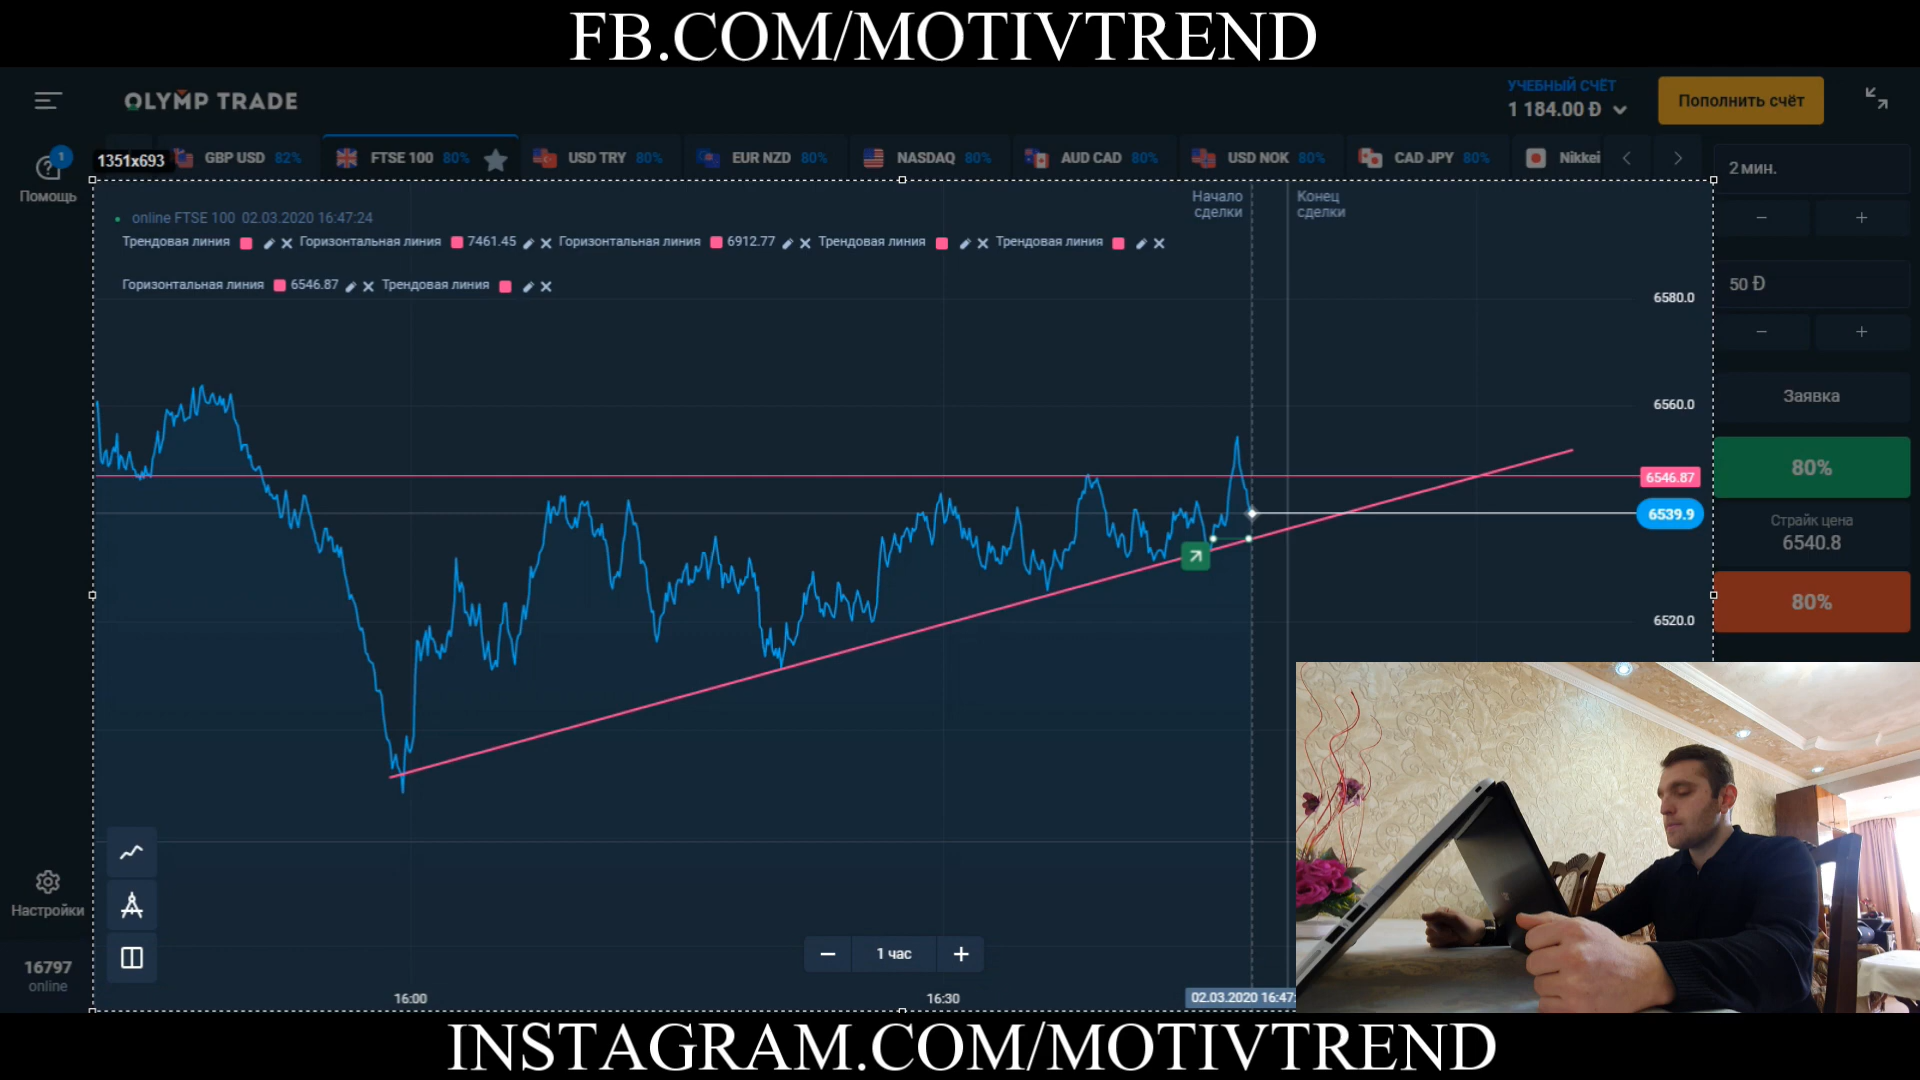 FB.COM/MOTIVTREND
OLYMP TRADE
УЧЕБНЫЙ СЧЁТ
1 184.00 Đ
Пополнить счёт
1
Помощь
1351x693
GBP USD 82%
FTSE 100 80%
USD TRY 80%
EUR NZD 80%
NASDAQ 80%
AUD CAD 80%
USD NOK 80%
CAD JPY 80%
Nikkei
2 мин.
− +
50 Đ
− +
Заявка
80%
Страйк цена
6540.8
80%
Начало сделки
Конец сделки
online FTSE 100 02.03.2020 16:47:24
Трендовая линия Горизонтальная линия 7461.45 Горизонтальная линия 6912.77 Трендовая линия Трендовая линия
Горизонтальная линия 6546.87 Трендовая линия
6580.0
6560.0
6546.87
6539.9
6520.0
Настройки
16797
online
− 1 час +
16:00
16:30
02.03.2020 16:47:
INSTAGRAM.COM/MOTIVTREND